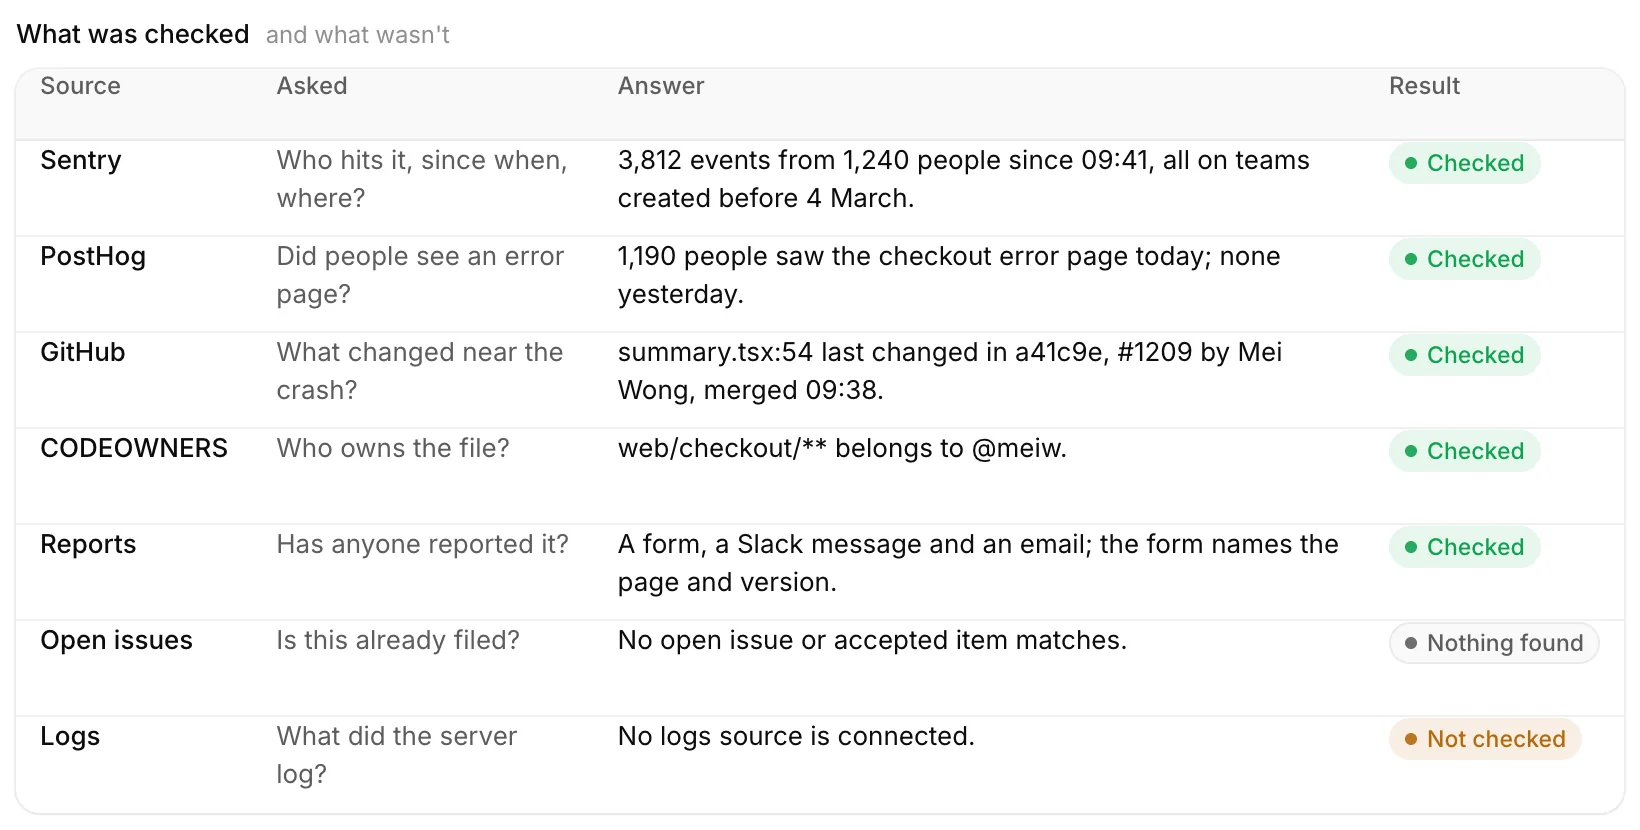 What was checked and what wasn't
Source Asked Answer Result
Sentry Who hits it, since when, 3,812 events from 1,240 people since 09:41, all on teams Checked
where? created before 4 March.
PostHog Did people see an error 1,190 people saw the checkout error page today; none Checked
page? yesterday.
GitHub What changed near the summary.tsx:54 last changed in a41c9e, #1209 by Mei Checked
crash? Wong, merged 09:38.
CODEOWNERS Who owns the file? web/checkout/** belongs to @meiw. Checked
Reports Has anyone reported it? A form, a Slack message and an email; the form names the Checked
page and version.
Open issues Is this already filed? No open issue or accepted item matches. Nothing found
Logs What did the server No logs source is connected. Not checked
log?